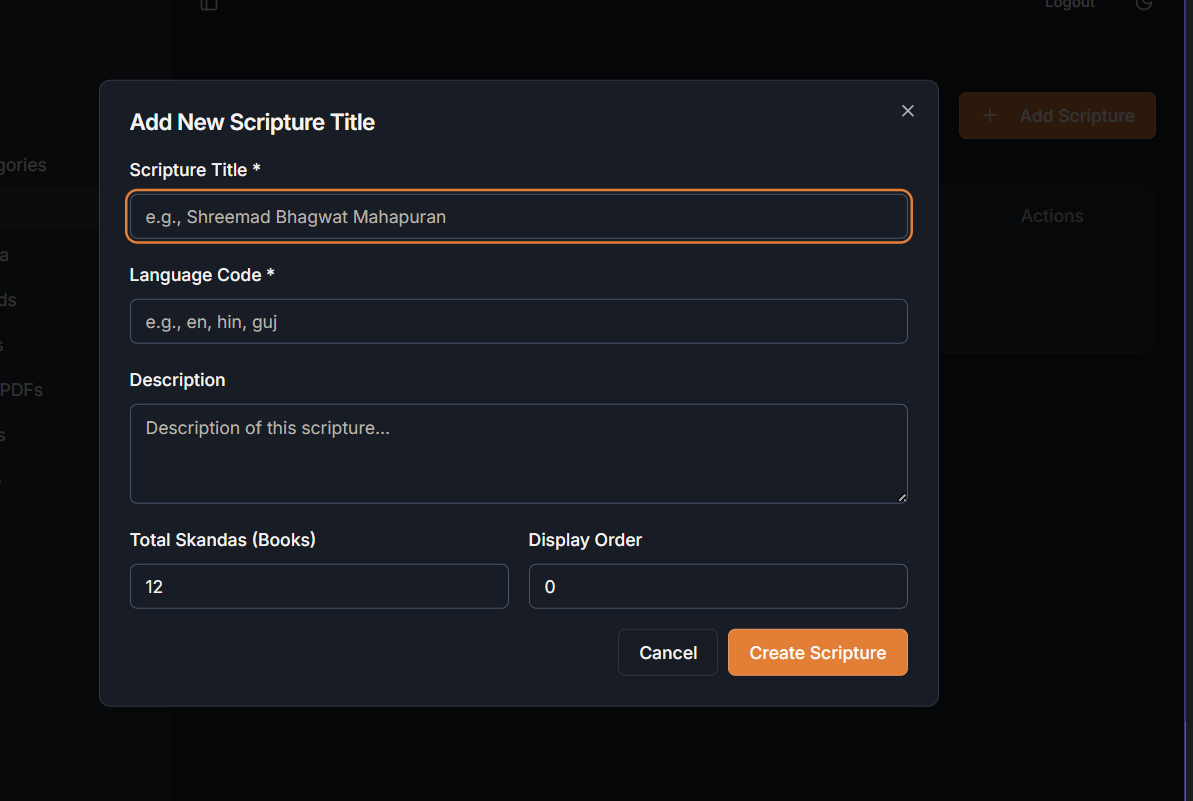 Logout
Add New Scripture Title
+ Add Scripture
Scripture Title *
gories
e.g., Shreemad Bhagwat Mahapuran
Actions
a
Language Code *
ds
e.g., en, hin, guj
s
Description
PDFs
Description of this scripture...
s
Total Skandas (Books)
Display Order
12
0
Cancel
Create Scripture